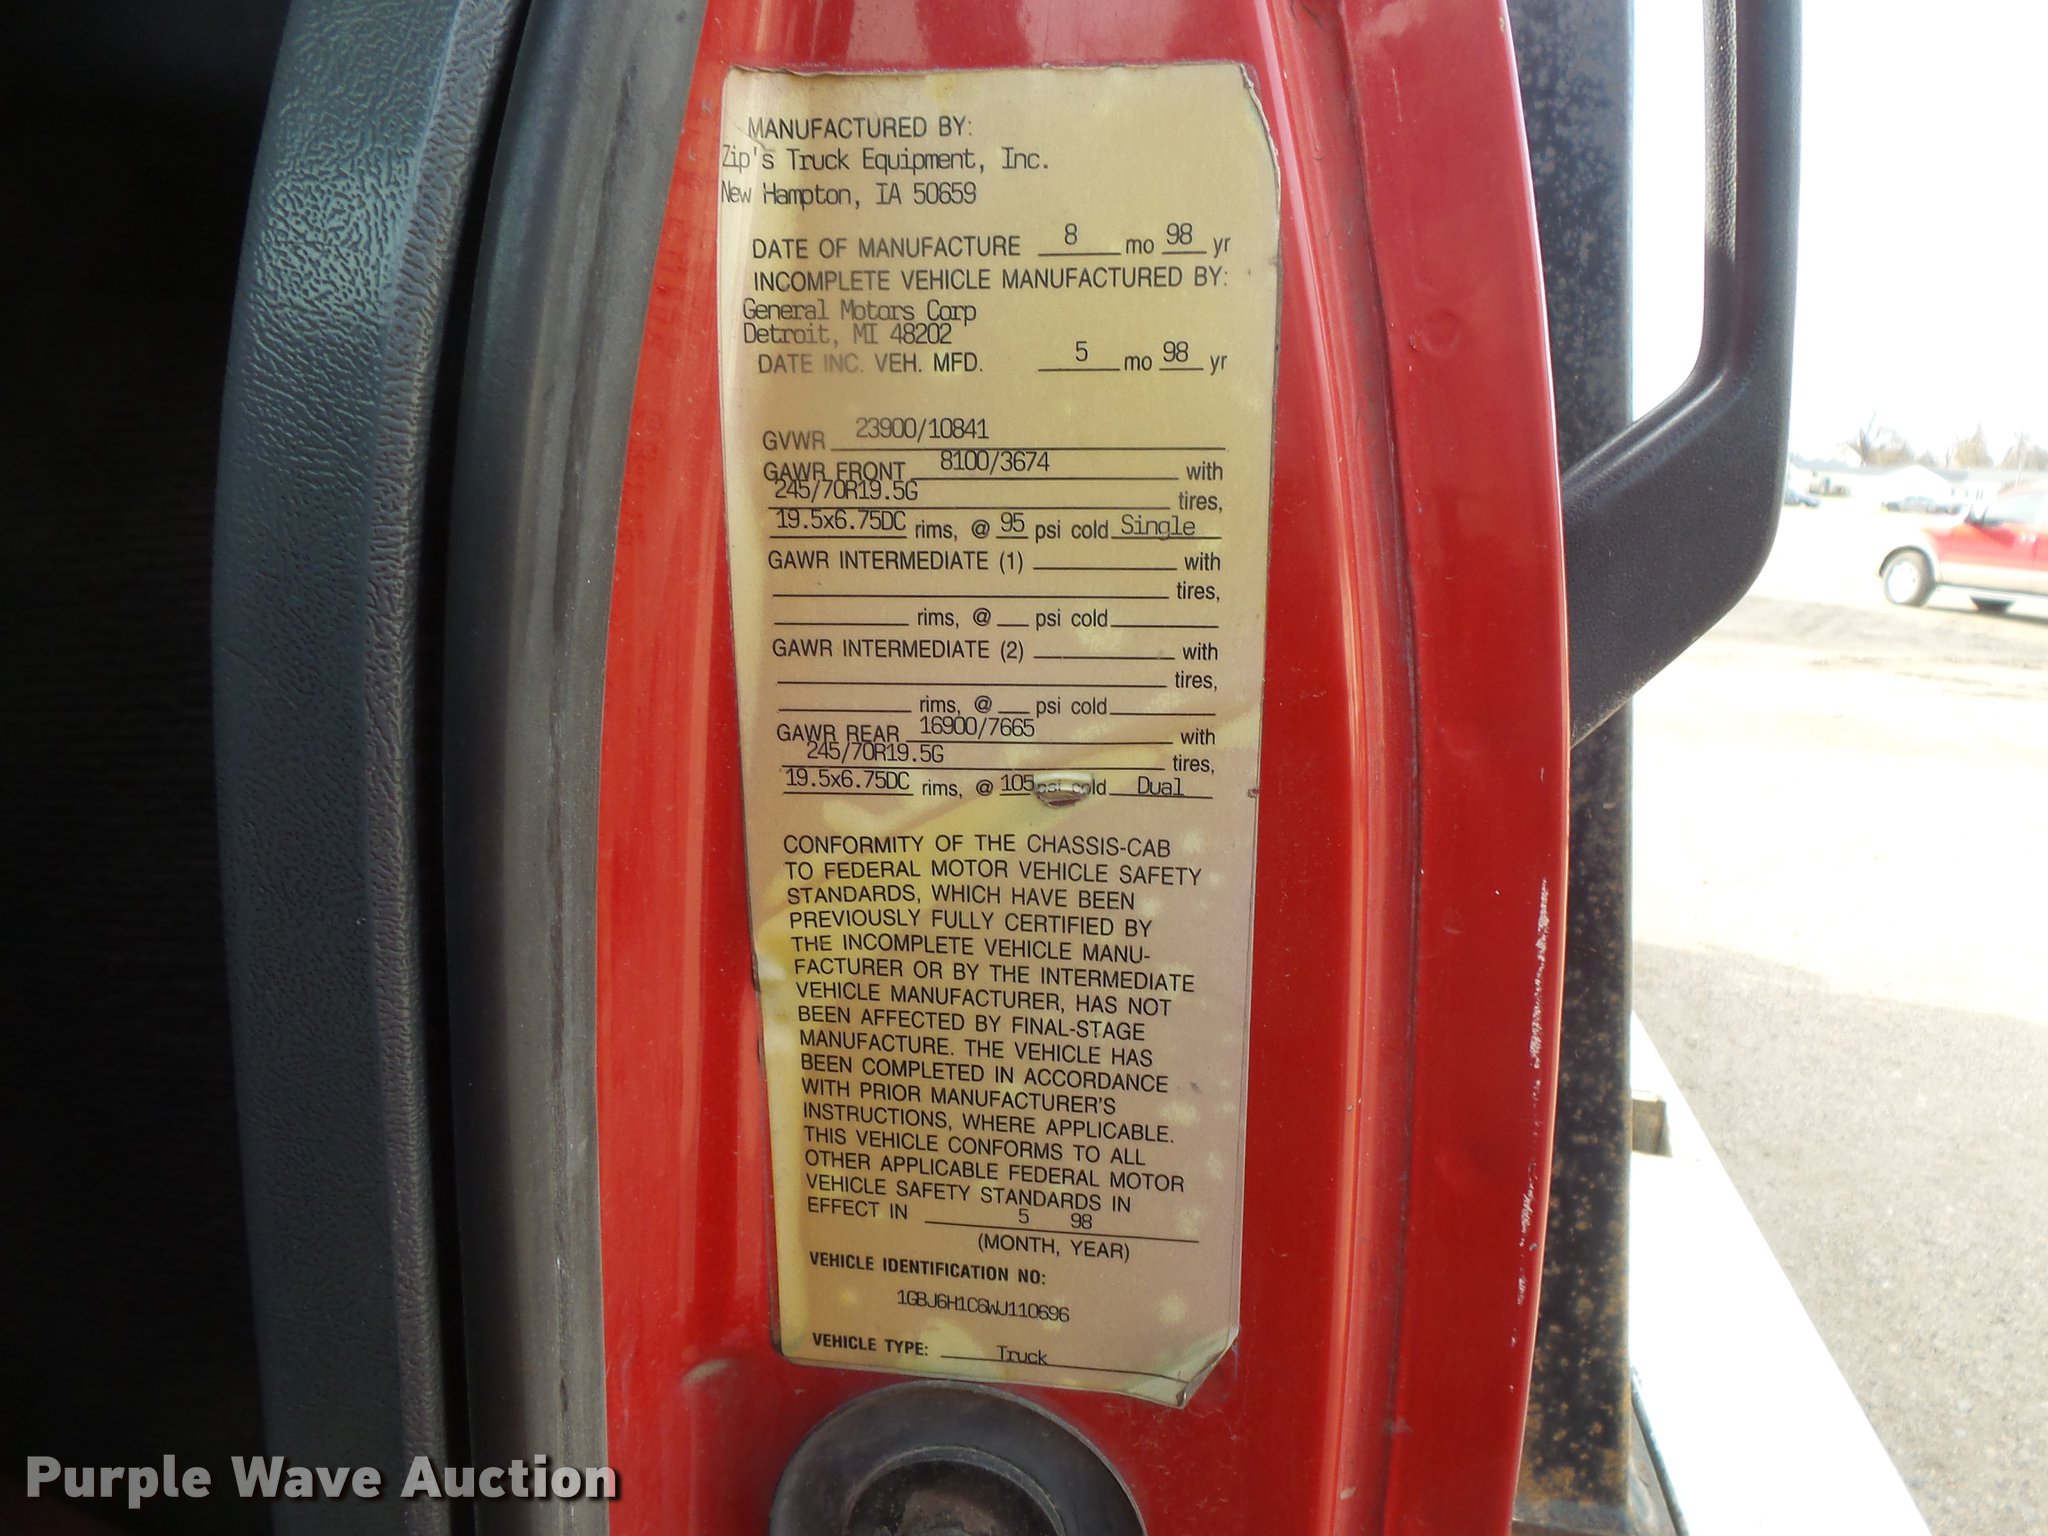 MANUFACTURED BY:
Zip's Truck Equipment, Inc.
New Hampton, IA 50659
DATE OF MANUFACTURE 8 mo 98 yr
INCOMPLETE VEHICLE MANUFACTURED BY:
General Motors Corp
Detroit, MI 48202
DATE INC. VEH. MFD. 5 mo 98 yr
GVWR 23900/10841
GAWR FRONT 8100/3674 with
245/70R19.5G tires,
19.5x6.75DC rims, @ 95 psi cold Single
GAWR INTERMEDIATE (1) with
tires,
rims, @ psi cold
GAWR INTERMEDIATE (2) with
tires,
rims, @ psi cold
GAWR REAR 16900/7665 with
245/70R19.5G tires,
19.5x6.75DC rims, @ 105 psi cold Dual
CONFORMITY OF THE CHASSIS-CAB
TO FEDERAL MOTOR VEHICLE SAFETY
STANDARDS, WHICH HAVE BEEN
PREVIOUSLY FULLY CERTIFIED BY
THE INCOMPLETE VEHICLE MANU-
FACTURER OR BY THE INTERMEDIATE
VEHICLE MANUFACTURER, HAS NOT
BEEN AFFECTED BY FINAL-STAGE
MANUFACTURE. THE VEHICLE HAS
BEEN COMPLETED IN ACCORDANCE
WITH PRIOR MANUFACTURER'S
INSTRUCTIONS, WHERE APPLICABLE.
THIS VEHICLE CONFORMS TO ALL
OTHER APPLICABLE FEDERAL MOTOR
VEHICLE SAFETY STANDARDS IN
EFFECT IN 5 98
(MONTH, YEAR)
VEHICLE IDENTIFICATION NO:
1GBJ6H1C6WJ110696
VEHICLE TYPE: Truck
Purple Wave Auction